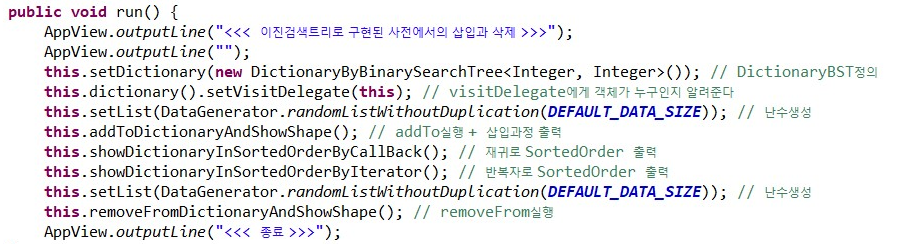 public void run() {
AppView.outputLine("<<< 이진검색트리로 구현된 사전에서의 삽입과 삭제 >>>");
AppView.outputLine("");
this.setDictionary(new DictionaryByBinarySearchTree<Integer, Integer>()); // DictionaryBST정의
this.dictionary().setVisitDelegate(this); // visitDelegate에게 객체가 누구인지 알려준다
this.setList(DataGenerator.randomListWithoutDuplication(DEFAULT_DATA_SIZE)); // 난수생성
this.addToDictionaryAndShowShape(); // addTo실행 + 삽입과정 출력
this.showDictionaryInSortedOrderByCallBack(); // 재귀로 SortedOrder 출력
this.showDictionaryInSortedOrderByIterator(); // 반복자로 SortedOrder 출력
this.setList(DataGenerator.randomListWithoutDuplication(DEFAULT_DATA_SIZE)); // 난수생성
this.removeFromDictionaryAndShowShape(); // removeFrom실행
AppView.outputLine("<<< 종료 >>>");